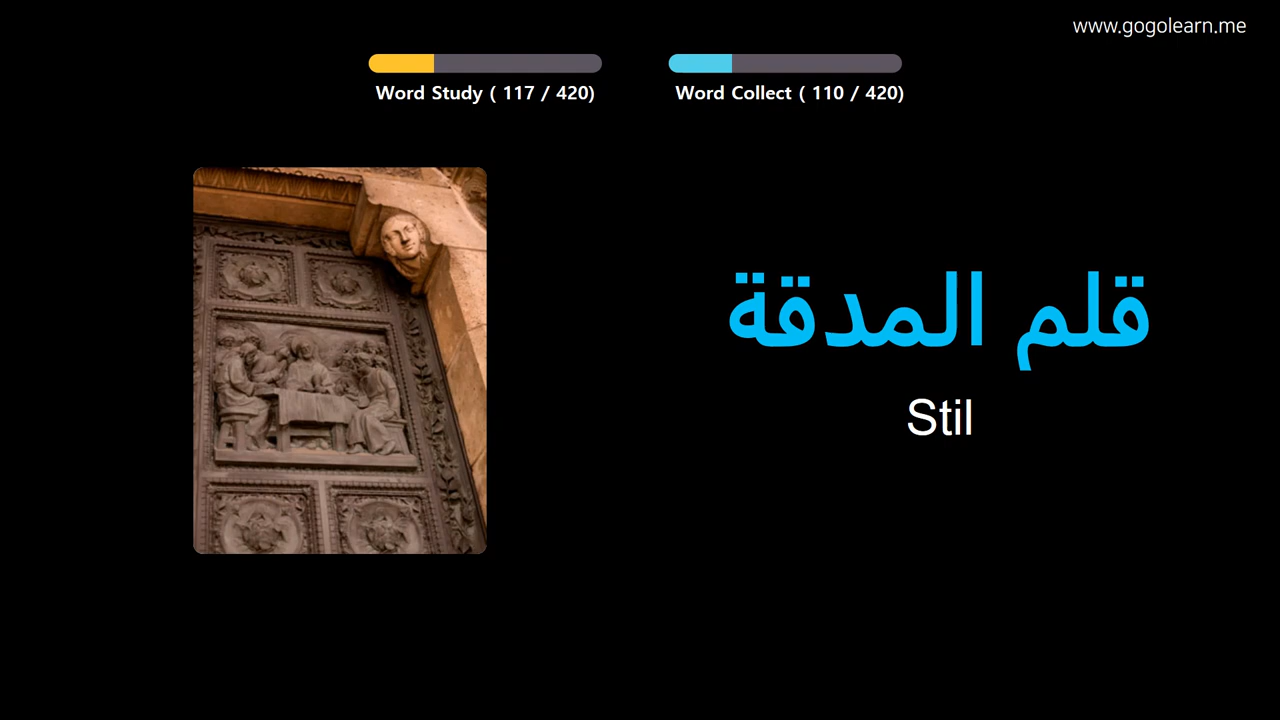 www.gogolearn.me
Word Study ( 117 / 420)
Word Collect ( 110 / 420)
قلم المدقة
Stil